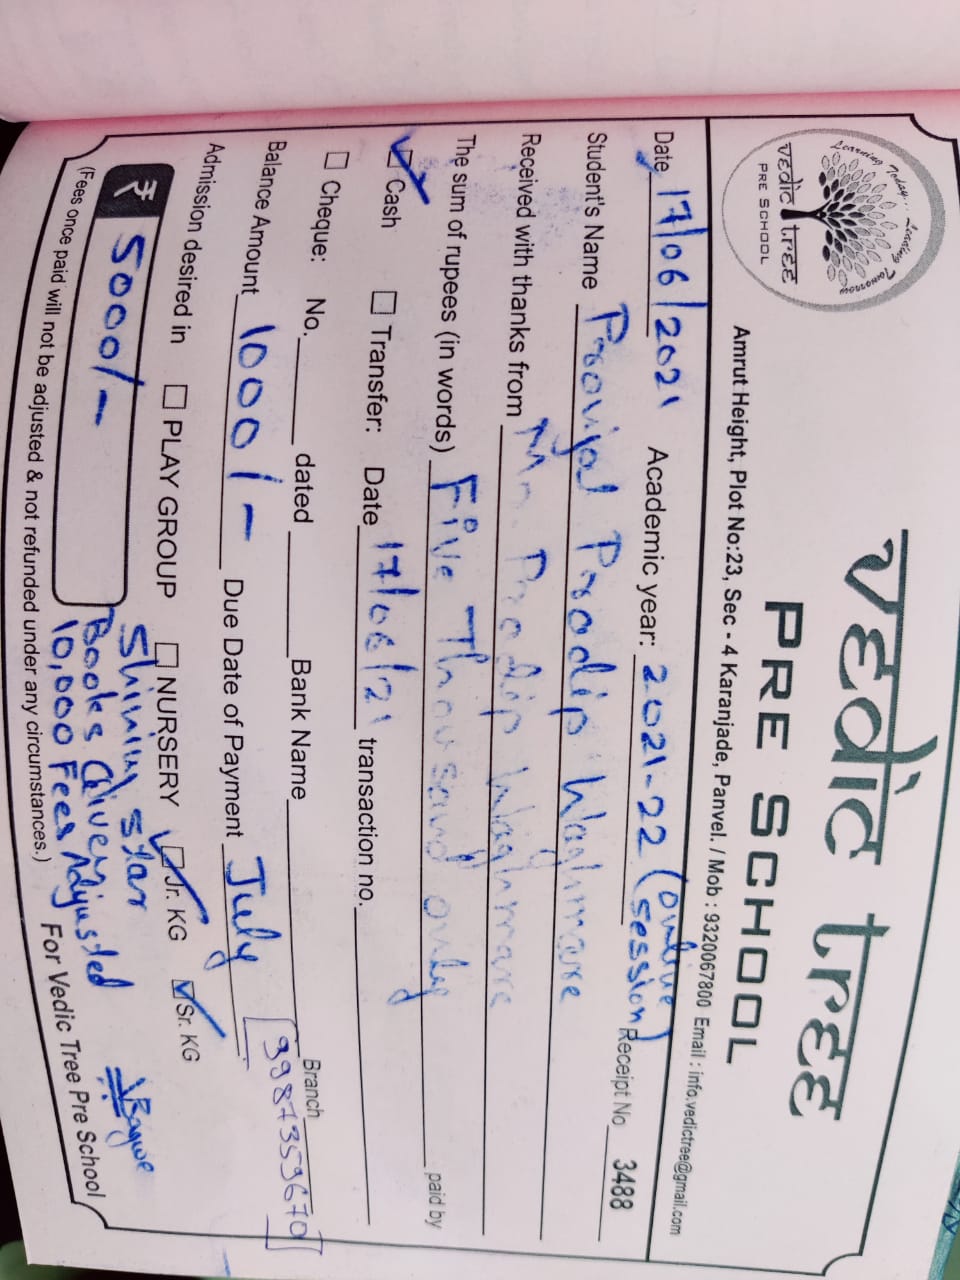 Learning Today... Leading Tomorrow
vedic tree
PRE SCHOOL
vedic tree
PRE SCHOOL
Amrut Height, Plot No:23, Sec - 4 Karanjade, Panvel. / Mob : 9320067800 Email : info.vedictree@gmail.com
Date 17/06/2021 Academic year: 2021-22 (online session) Receipt No 3488
Student's Name Pradip Waghmare
Received with thanks from Mr. Pradip Waghmare
The sum of rupees (in words) Five Thousand only paid by
Cash Transfer: Date 17/06/21 transaction no.
Cheque: No. dated Bank Name Branch
Balance Amount 1000/- Due Date of Payment July 9987359670
Admission desired in PLAY GROUP NURSERY Jr. KG Sr. KG
₹ 5000/- Shining star
Books Given
10,000 Fees Adjusted
(Fees once paid will not be adjusted & not refunded under any circumstances.) For Vedic Tree Pre School